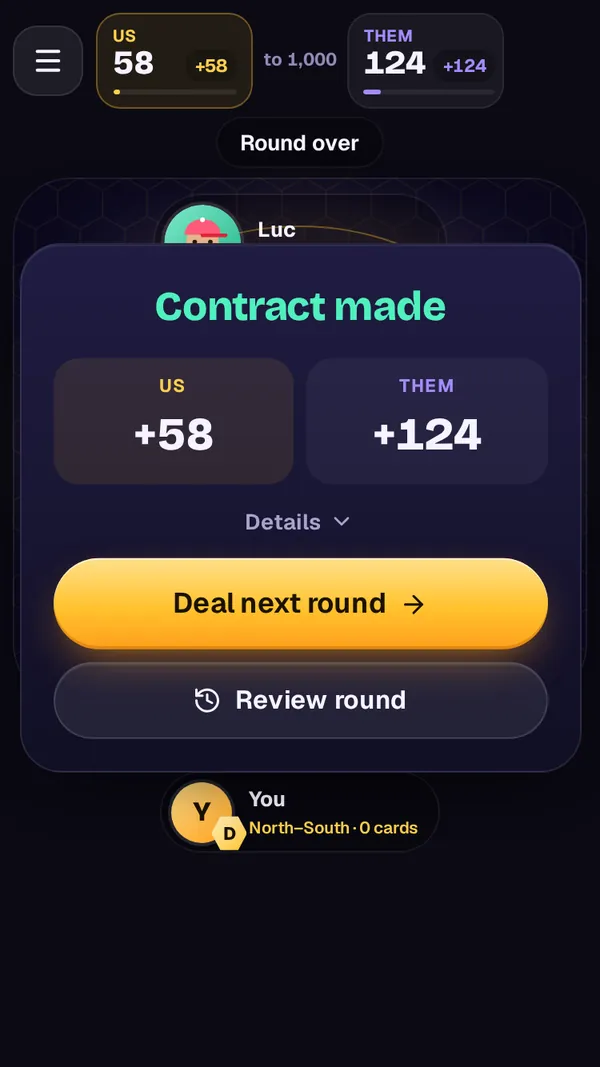 US
58
+58
to 1,000
THEM
124
+124
Round over
Luc
Contract made
US
+58
THEM
+124
Details
Deal next round
Review round
Y
D
You
North–South · 0 cards